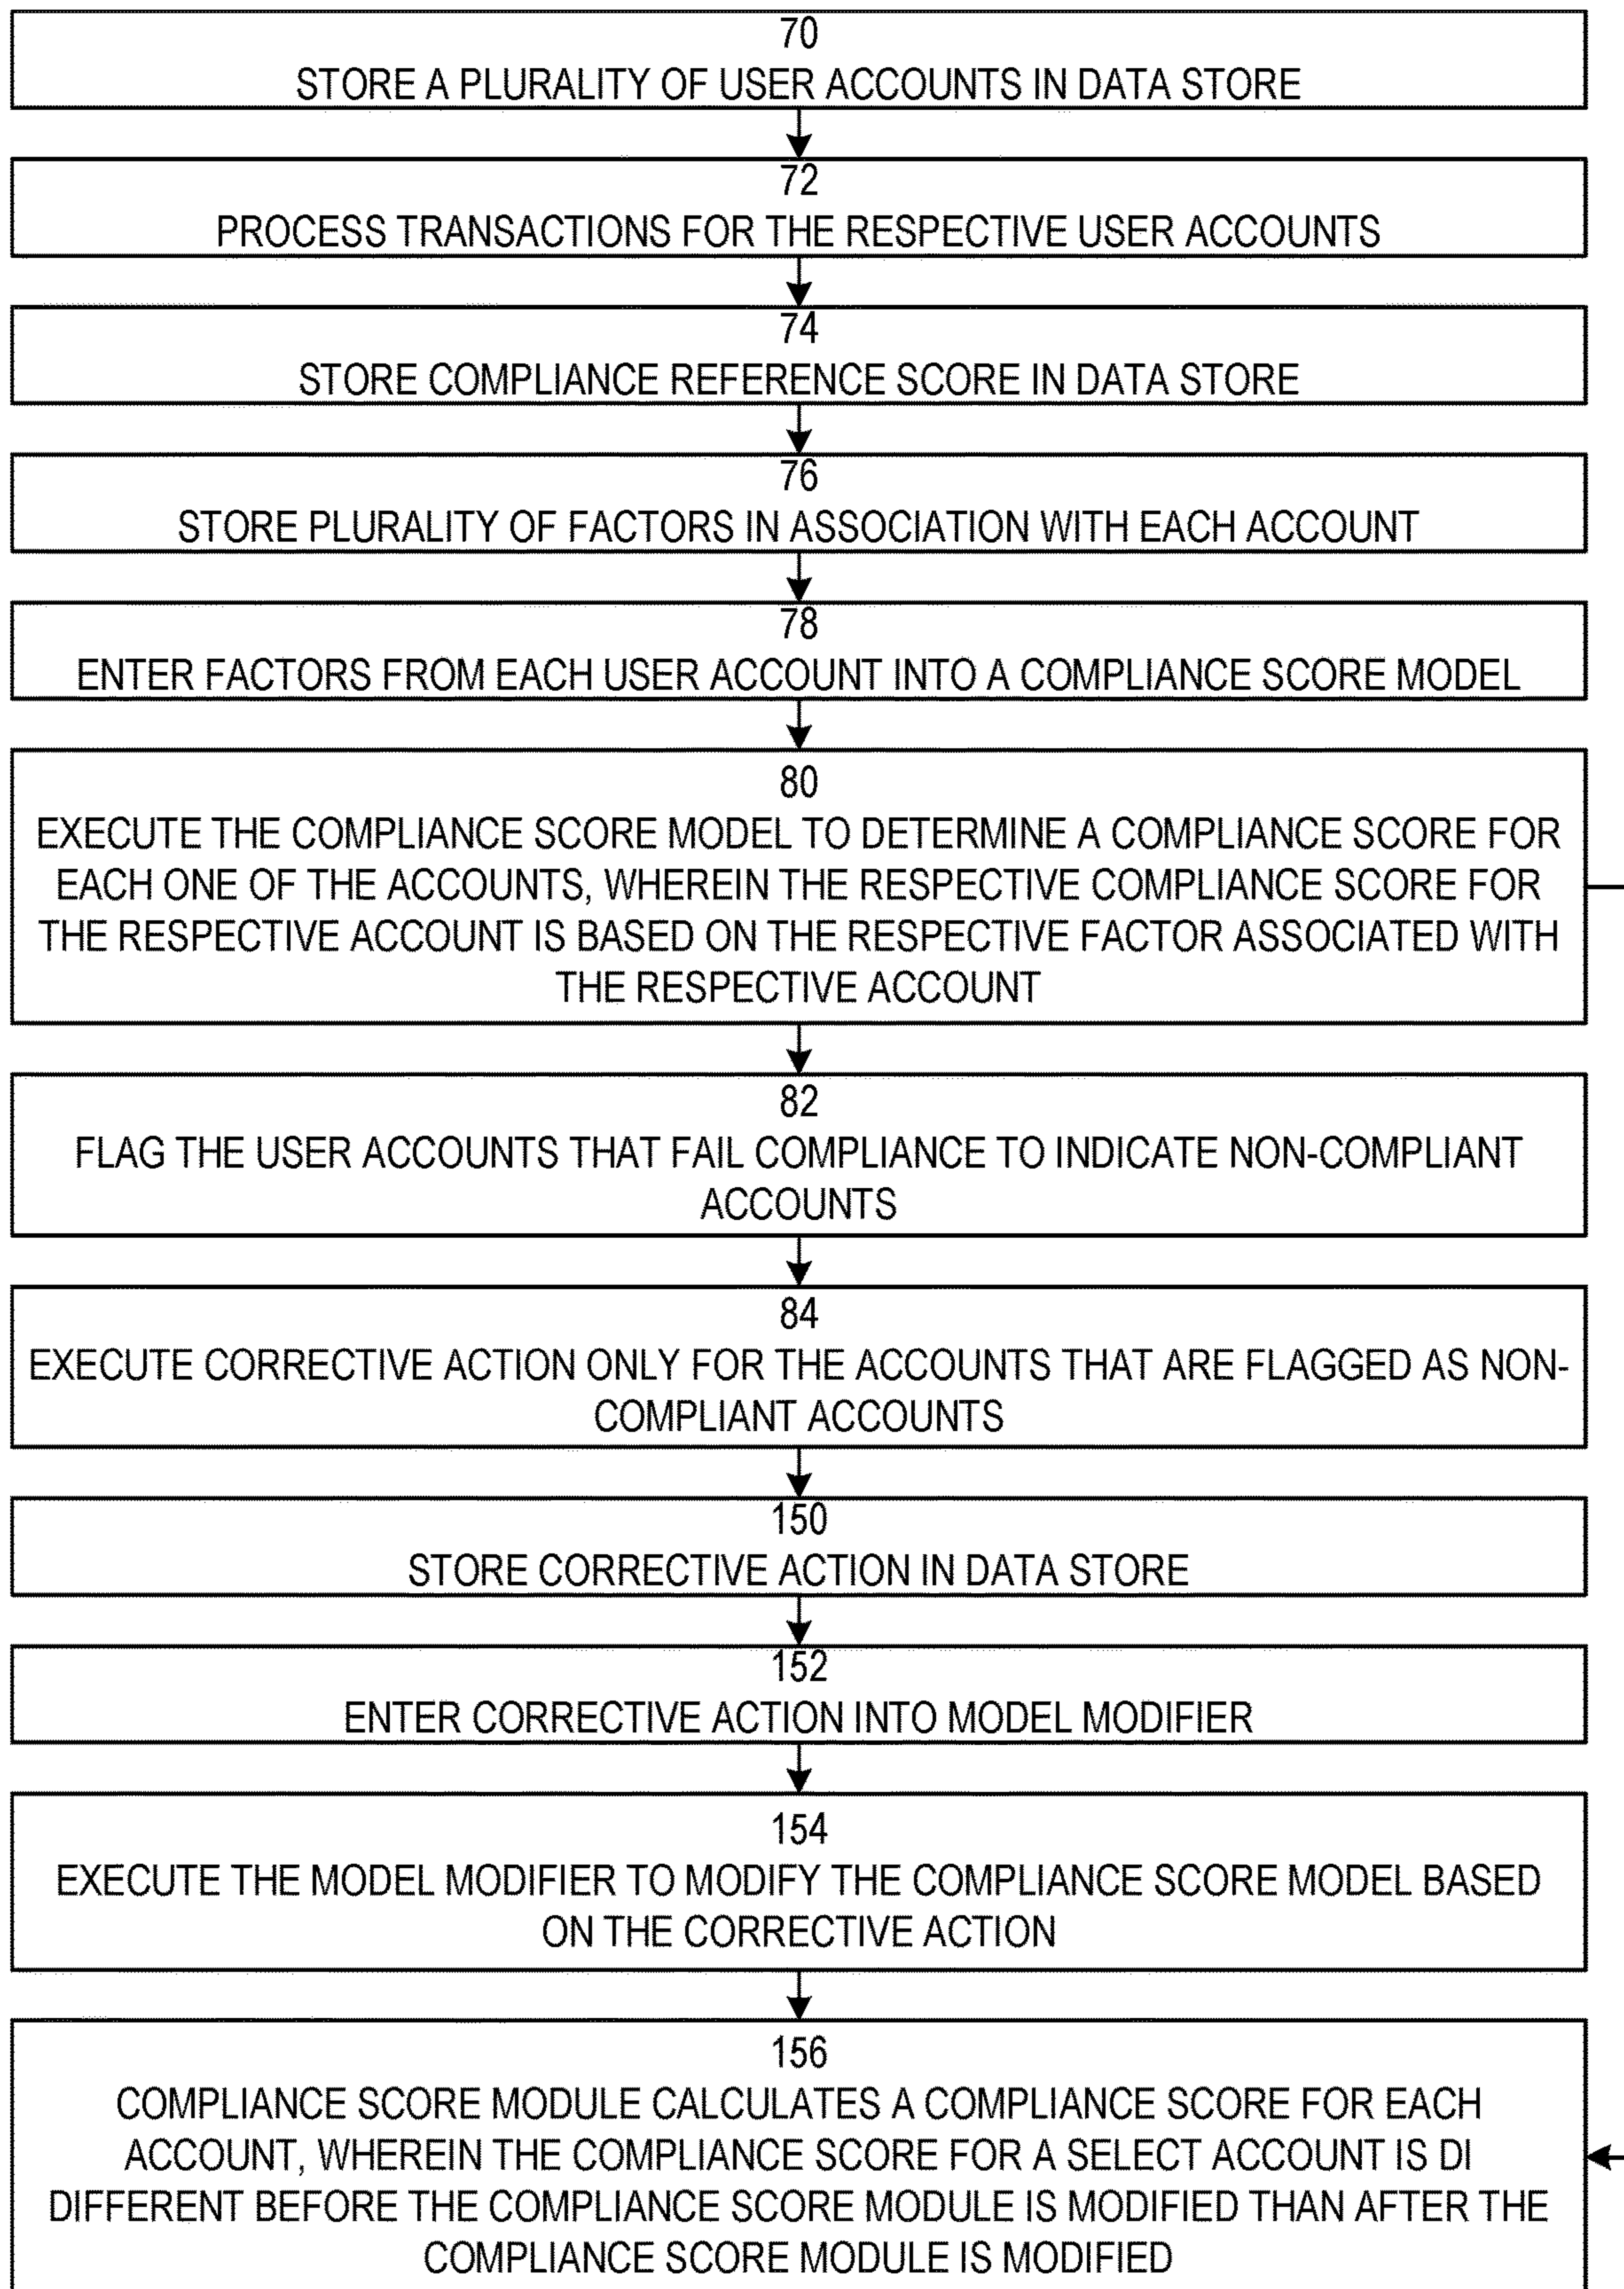 70
STORE A PLURALITY OF USER ACCOUNTS IN DATA STORE
72
PROCESS TRANSACTIONS FOR THE RESPECTIVE USER ACCOUNTS
74
STORE COMPLIANCE REFERENCE SCORE IN DATA STORE
76
STORE PLURALITY OF FACTORS IN ASSOCIATION WITH EACH ACCOUNT
78
ENTER FACTORS FROM EACH USER ACCOUNT INTO A COMPLIANCE SCORE MODEL
80
EXECUTE THE COMPLIANCE SCORE MODEL TO DETERMINE A COMPLIANCE SCORE FOR
EACH ONE OF THE ACCOUNTS, WHEREIN THE RESPECTIVE COMPLIANCE SCORE FOR
THE RESPECTIVE ACCOUNT IS BASED ON THE RESPECTIVE FACTOR ASSOCIATED WITH
THE RESPECTIVE ACCOUNT
82
FLAG THE USER ACCOUNTS THAT FAIL COMPLIANCE TO INDICATE NON-COMPLIANT
ACCOUNTS
84
EXECUTE CORRECTIVE ACTION ONLY FOR THE ACCOUNTS THAT ARE FLAGGED AS NON-
COMPLIANT ACCOUNTS
150
STORE CORRECTIVE ACTION IN DATA STORE
152
ENTER CORRECTIVE ACTION INTO MODEL MODIFIER
154
EXECUTE THE MODEL MODIFIER TO MODIFY THE COMPLIANCE SCORE MODEL BASED
ON THE CORRECTIVE ACTION
156
COMPLIANCE SCORE MODULE CALCULATES A COMPLIANCE SCORE FOR EACH
ACCOUNT, WHEREIN THE COMPLIANCE SCORE FOR A SELECT ACCOUNT IS DI
DIFFERENT BEFORE THE COMPLIANCE SCORE MODULE IS MODIFIED THAN AFTER THE
COMPLIANCE SCORE MODULE IS MODIFIED